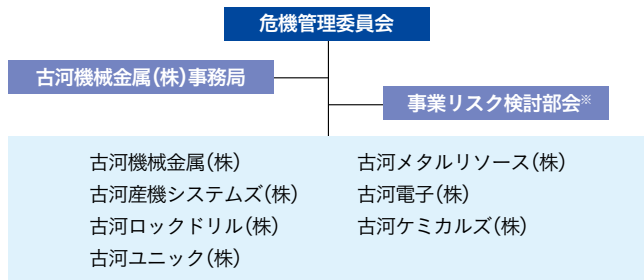 危機管理委員会
古河機械金属(株)事務局
事業リスク検討部会※
古河機械金属(株)
古河産機システムズ(株)
古河ロックドリル(株)
古河ユニック(株)
古河メタルリソース(株)
古河電子(株)
古河ケミカルズ(株)